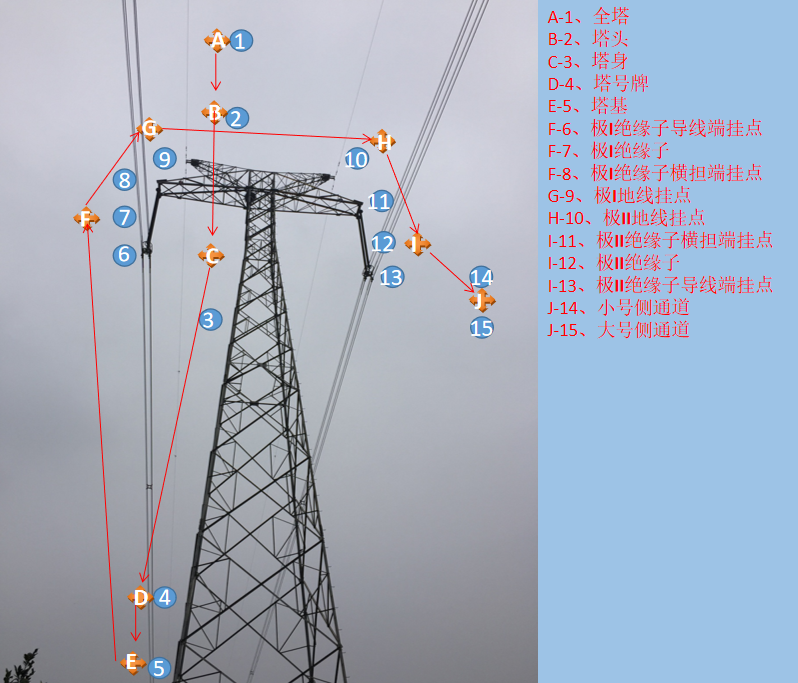 A 1
B 2
G
H
9
10
8
11
F 7
12 I
6
C
13
14
J
3
15
D 4
E 5
A-1、全塔
B-2、塔头
C-3、塔身
D-4、塔号牌
E-5、塔基
F-6、极I绝缘子导线端挂点
F-7、极I绝缘子
F-8、极I绝缘子横担端挂点
G-9、极I地线挂点
H-10、极II地线挂点
I-11、极II绝缘子横担端挂点
I-12、极II绝缘子
I-13、极II绝缘子导线端挂点
J-14、小号侧通道
J-15、大号侧通道